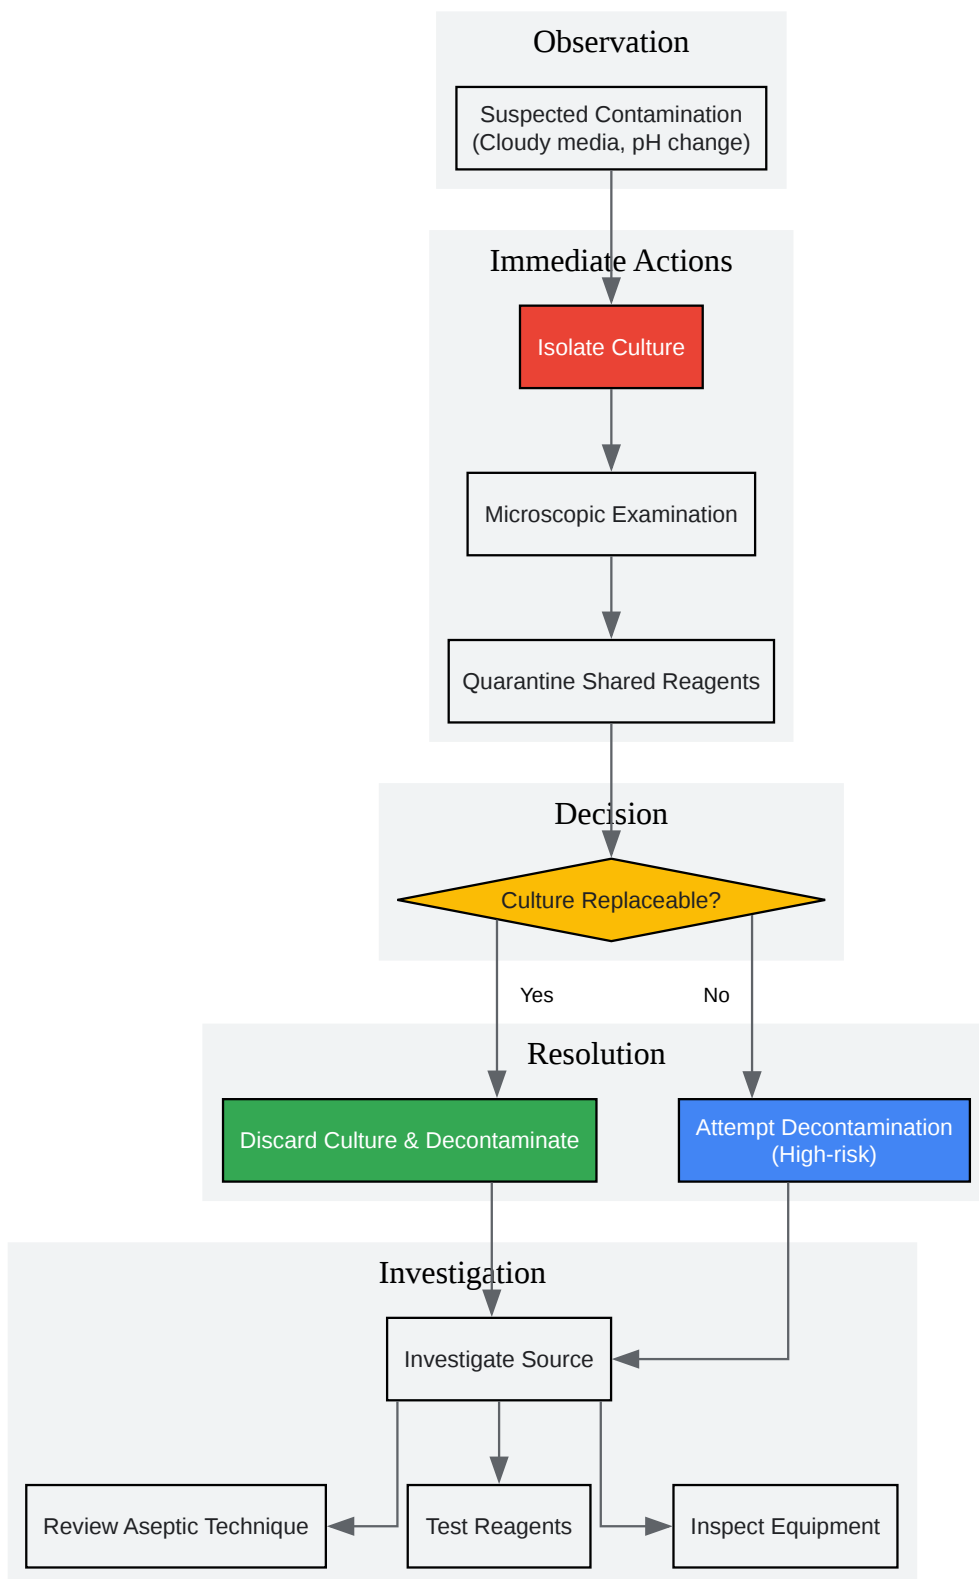 Observation
Suspected Contamination
(Cloudy media, pH change)
Immediate Actions
Isolate Culture
Microscopic Examination
Quarantine Shared Reagents
Decision
Culture Replaceable?
Yes
No
Resolution
Discard Culture & Decontaminate
Attempt Decontamination
(High-risk)
Investigation
Investigate Source
Review Aseptic Technique
Test Reagents
Inspect Equipment